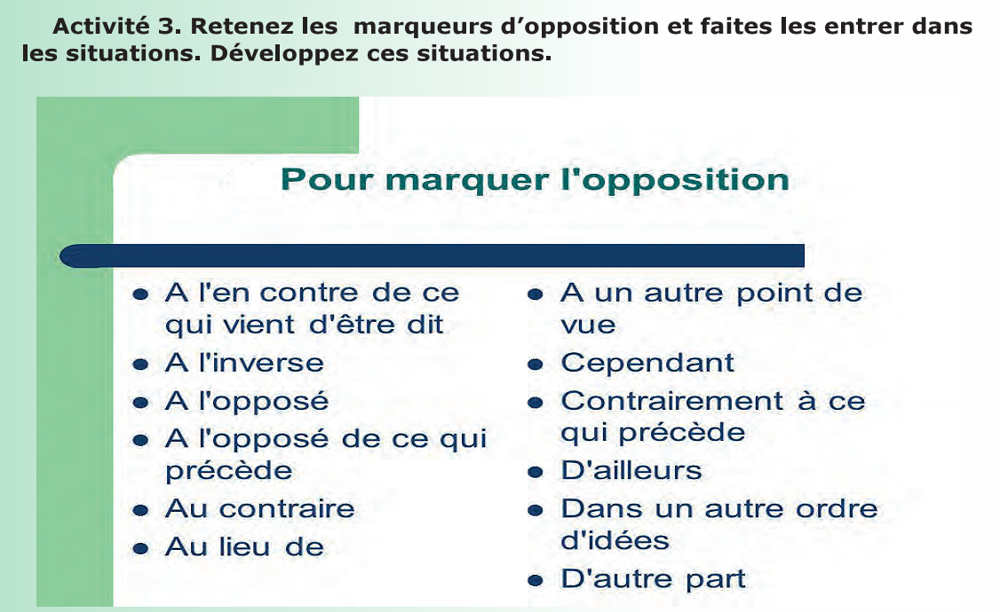 Activité 3. Retenez les marqueurs d’opposition et faites les entrer dans
les situations. Développez ces situations.
Pour marquer l'opposition
● A l'en contre de ce
qui vient d'être dit
● A l'inverse
● A l'opposé
● A l'opposé de ce qui
précède
● Au contraire
● Au lieu de
● A un autre point de
vue
● Cependant
● Contrairement à ce
qui précède
● D'ailleurs
● Dans un autre ordre
d'idées
● D'autre part